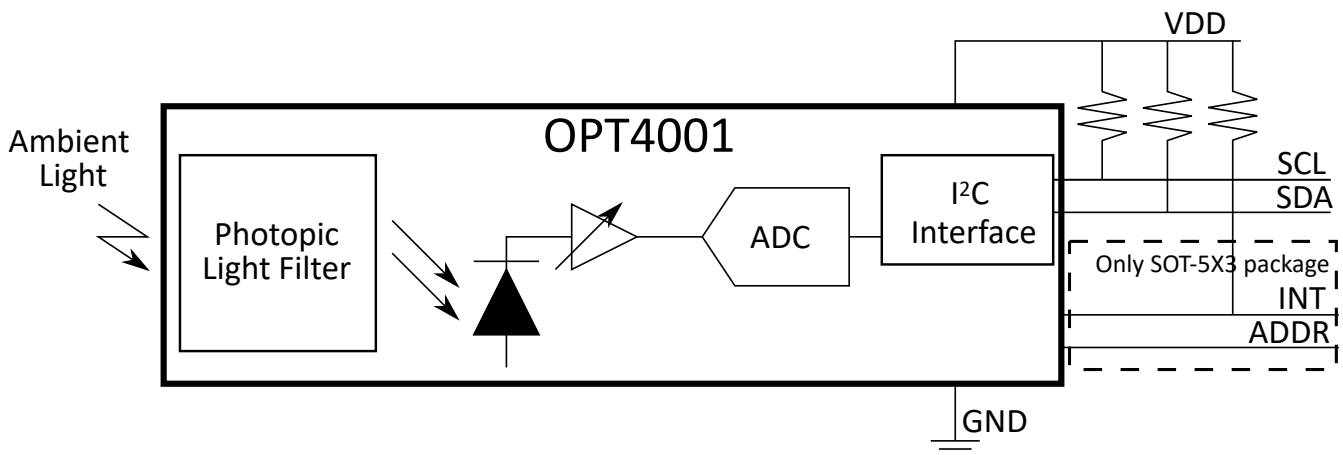 VDD
OPT4001
Ambient
Light
Photopic
Light Filter
ADC
I²C
Interface
SCL
SDA
Only SOT-5X3 package
INT
ADDR
GND